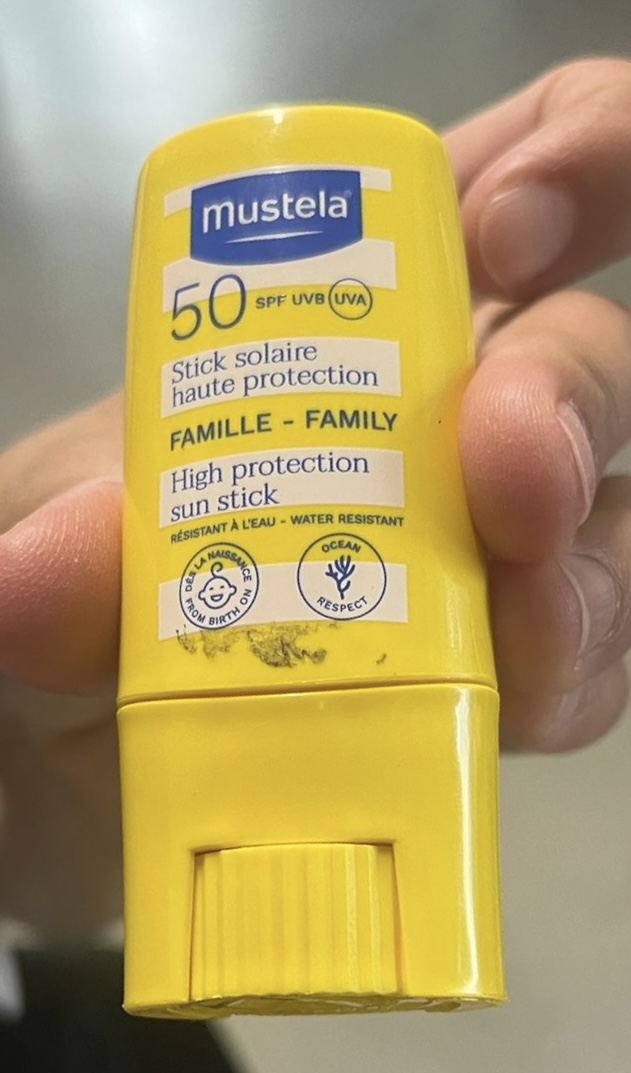 mustela
50 SPF UVB UVA
Stick solaire
haute protection
FAMILLE - FAMILY
High protection
sun stick
RÉSISTANT À L'EAU - WATER RESISTANT
DÈS LA NAISSANCE
FROM BIRTH ON
OCEAN
RESPECT